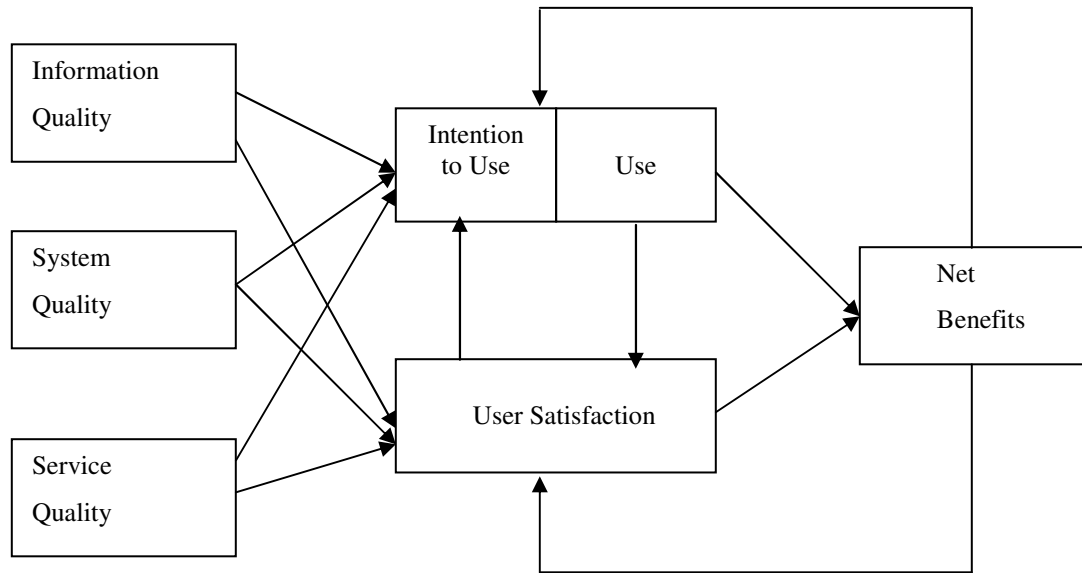 Information
Quality
Intention
to Use
Use
System
Quality
Net
Benefits
User Satisfaction
Service
Quality